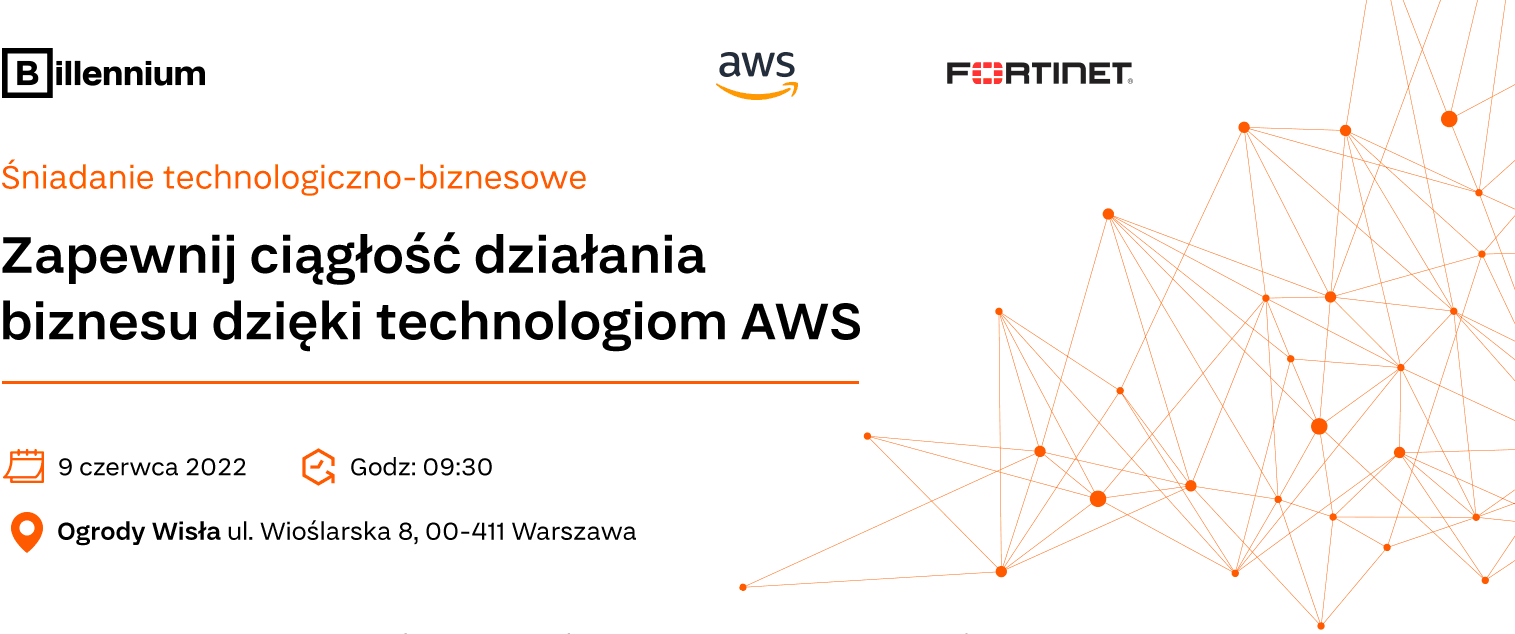 Billennium
aws
FORTINET®
Śniadanie technologiczno-biznesowe
Zapewnij ciągłość działania
biznesu dzięki technologiom AWS
9 czerwca 2022
Godz: 09:30
Ogrody Wisła ul. Wioślarska 8, 00-411 Warszawa